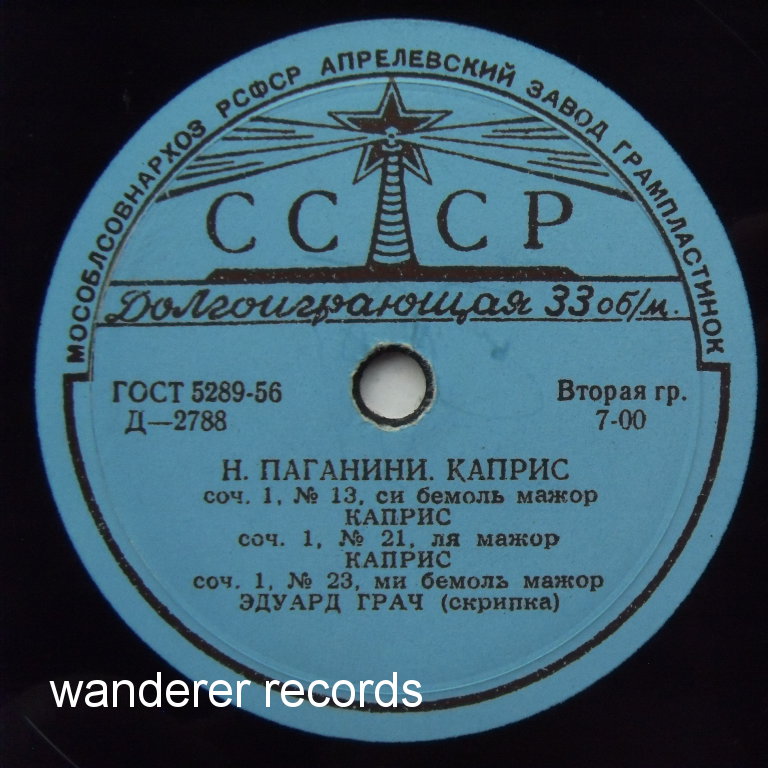 МОСОБЛСОВНАРХОЗ РСФСР АПРЕЛЕВСКИЙ ЗАВОД ГРАМПЛАСТИНОК
СССР
Долгоиграющая 33 об/м.
ГОСТ 5289-56
Д—2788
Вторая гр.
7-00
Н. ПАГАНИНИ. КАПРИС
соч. 1, № 13, си бемоль мажор
КАПРИС
соч. 1, № 21, ля мажор
КАПРИС
соч. 1, № 23, ми бемоль мажор
ЭДУАРД ГРАЧ (скрипка)
wanderer records